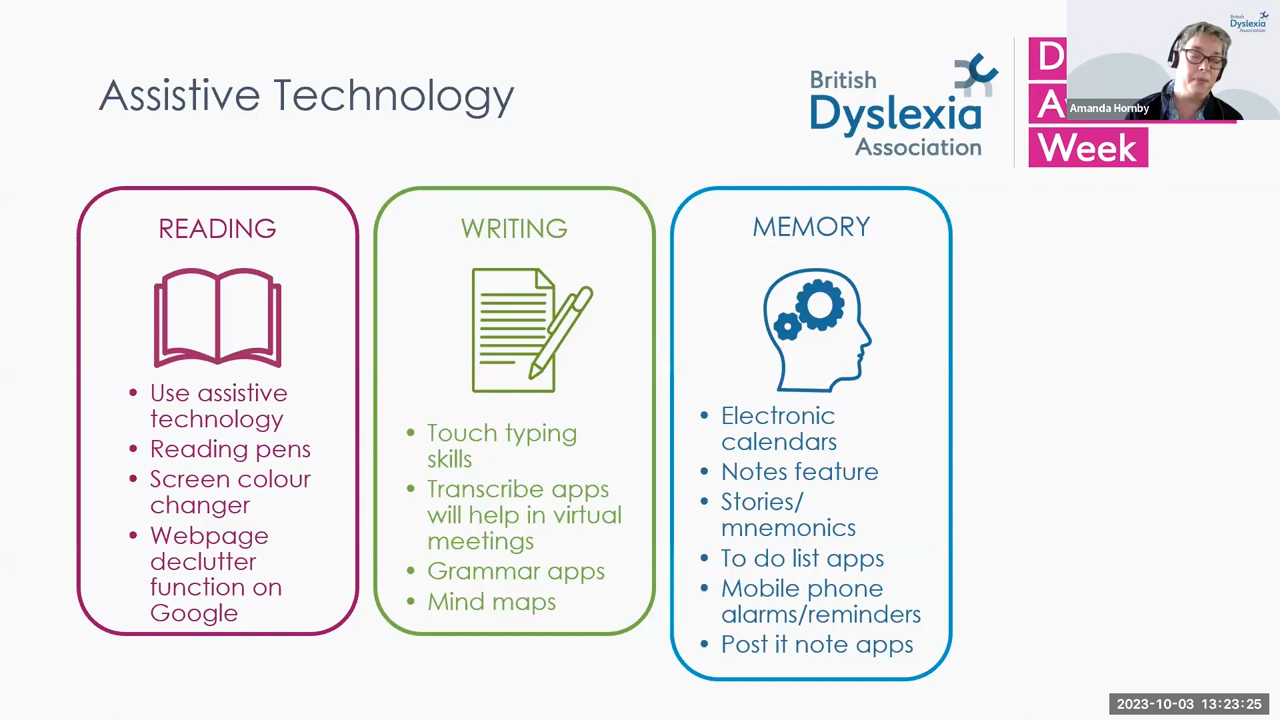 Assistive Technology
British
Dyslexia
Association
D
A
Week
British
Dyslexia
Association
Amanda Hornby
READING
• Use assistive
technology
• Reading pens
• Screen colour
changer
• Webpage
declutter
function on
Google
WRITING
• Touch typing
skills
• Transcribe apps
will help in virtual
meetings
• Grammar apps
• Mind maps
MEMORY
• Electronic
calendars
• Notes feature
• Stories/
mnemonics
• To do list apps
• Mobile phone
alarms/reminders
• Post it note apps
2023-10-03 13:23:25